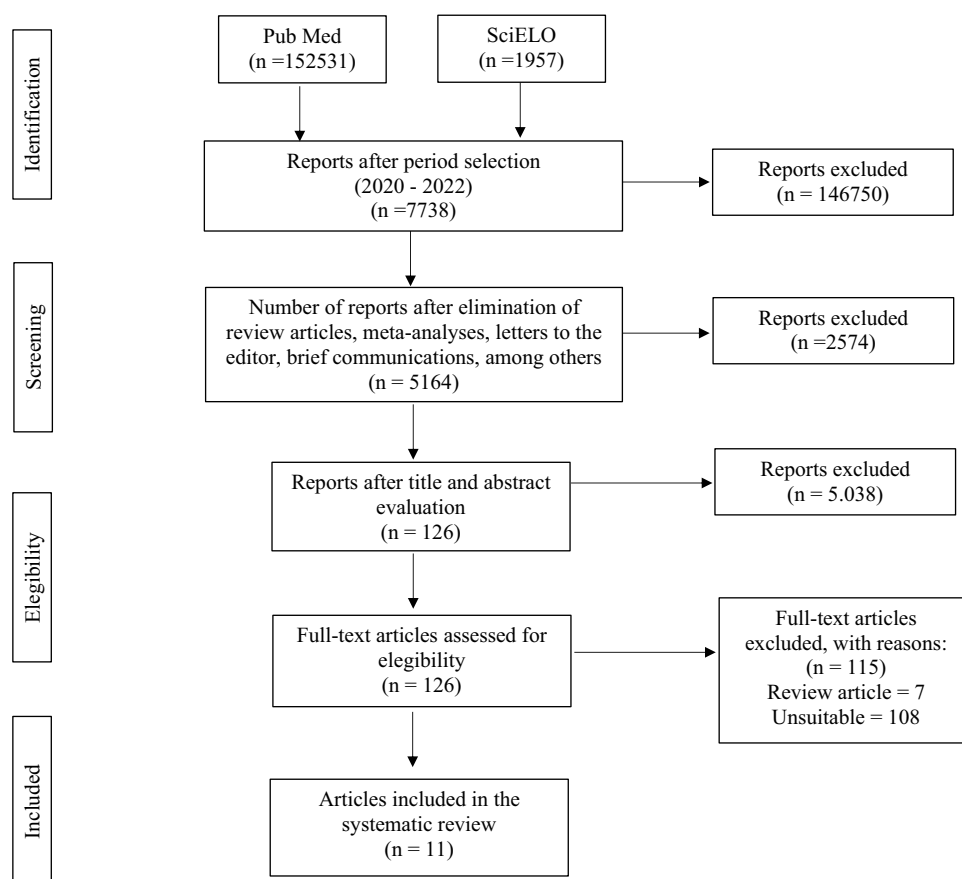 Identification
Pub Med
(n =152531)
SciELO
(n =1957)
Reports after period selection
(2020 - 2022)
(n =7738)
Reports excluded
(n = 146750)
Screening
Number of reports after elimination of
review articles, meta-analyses, letters to the
editor, brief communications, among others
(n = 5164)
Reports excluded
(n =2574)
Elegibility
Reports after title and abstract
evaluation
(n = 126)
Reports excluded
(n = 5.038)
Full-text articles assessed for
elegibility
(n = 126)
Full-text articles
excluded, with reasons:
(n = 115)
Review article = 7
Unsuitable = 108
Included
Articles included in the
systematic review
(n = 11)